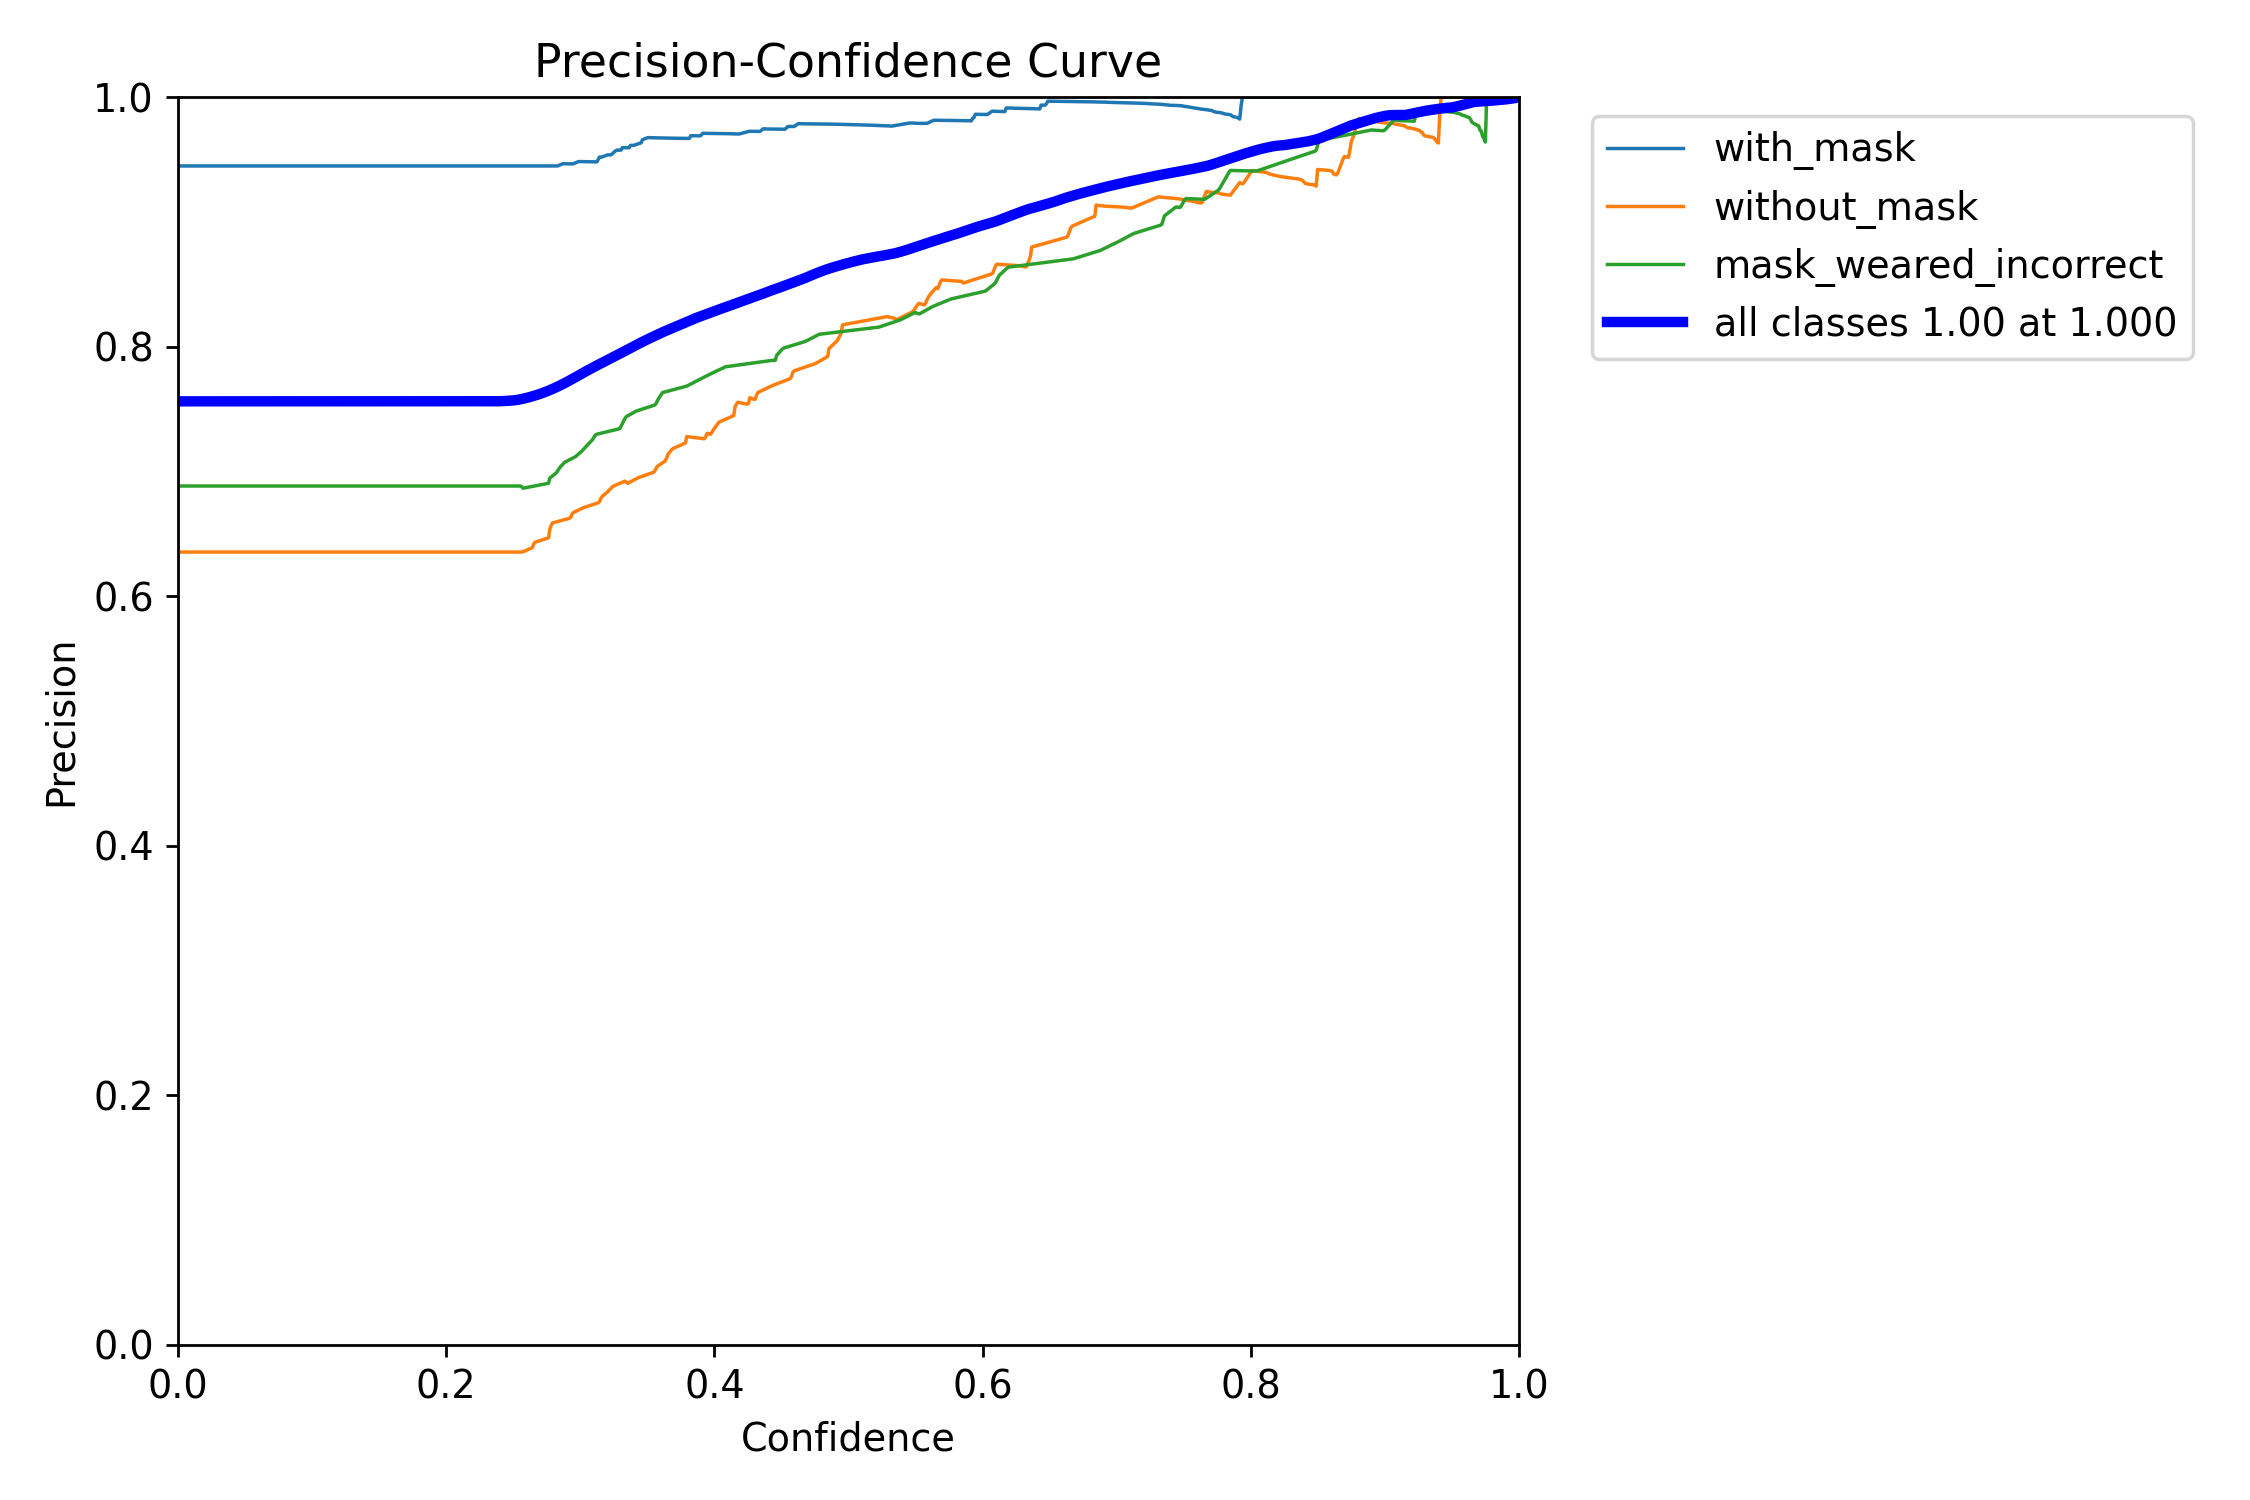 Precision-Confidence Curve
1.0
0.8
0.6
0.4
0.2
0.0
Precision
0.0 0.2 0.4 0.6 0.8 1.0
Confidence
with_mask
without_mask
mask_weared_incorrect
all classes 1.00 at 1.000